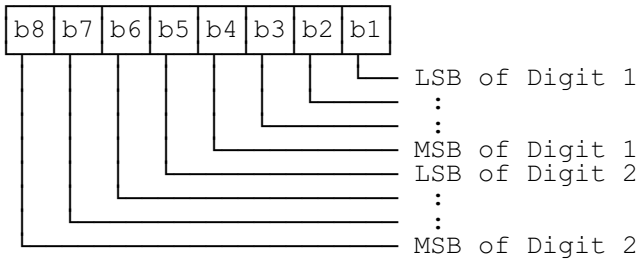 b8 b7 b6 b5 b4 b3 b2 b1
LSB of Digit 1
:
:
MSB of Digit 1
LSB of Digit 2
:
:
MSB of Digit 2